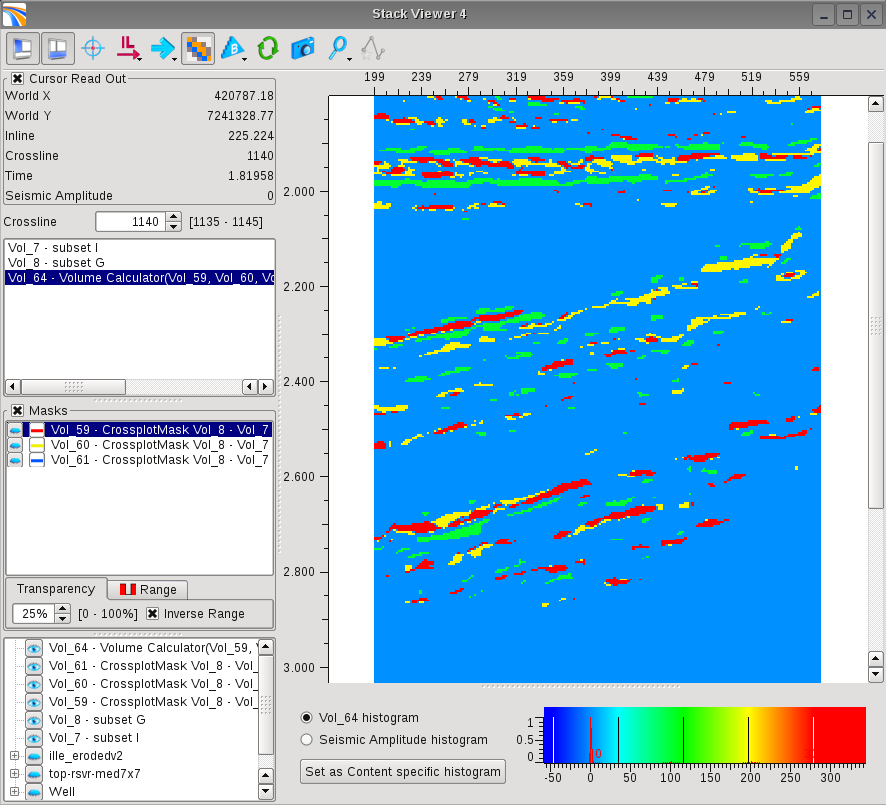 Stack Viewer 4
Cursor Read Out
World X 420787.18
World Y 7241328.77
Inline 225.224
Crossline 1140
Time 1.81958
Seismic Amplitude 0
Crossline 1140 [1135 - 1145]
Vol_7 - subset I
Vol_8 - subset G
Vol_64 - Volume Calculator(Vol_59, Vol_60, Vo
Masks
Vol_59 - CrossplotMask Vol_8 - Vol_7
Vol_60 - CrossplotMask Vol_8 - Vol_7
Vol_61 - CrossplotMask Vol_8 - Vol_7
Transparency Range
25% [0 - 100%] Inverse Range
Vol_64 - Volume Calculator(Vol_59, V
Vol_61 - CrossplotMask Vol_8 - Vol_
Vol_60 - CrossplotMask Vol_8 - Vol_
Vol_59 - CrossplotMask Vol_8 - Vol_
Vol_8 - subset G
Vol_7 - subset I
ille_erodedv2
top-rsvr-med7x7
Well
199 239 279 319 359 399 439 479 519 559
2.000
2.200
2.400
2.600
2.800
3.000
Vol_64 histogram
Seismic Amplitude histogram
Set as Content specific histogram
1
0.5
0
-50 0 50 100 150 200 250 300